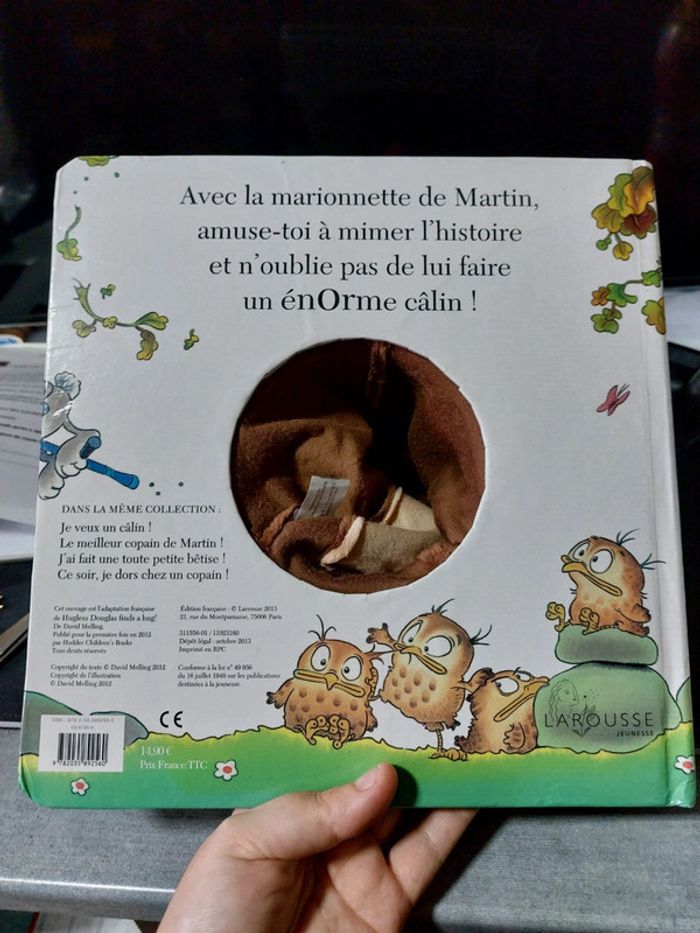 Avec la marionnette de Martin,
amuse-toi à mimer l'histoire
et n'oublie pas de lui faire
un énOrme câlin !
DANS LA MÊME COLLECTION :
Je veux un câlin !
Le meilleur copain de Martin !
J'ai fait une toute petite bêtise !
Ce soir, je dors chez un copain !
Cet ouvrage est l'adaptation française
de Hugless Douglas finds a hug!
De David Melling.
Publié pour la première fois en 2012
par Hodder Children's Books
Tous droits réservés
Copyright du texte © David Melling 2012
Copyright de l'illustration
© David Melling 2012
Édition française : © Larousse 2013
21, rue du Montparnasse, 75006 Paris
311556-01 / 11023160
Dépôt légal : octobre 2013
Imprimé en RPC
Conforme à la loi n° 49 956
du 16 juillet 1949 sur les publications
destinées à la jeunesse.
CE
14,90 €
Prix France TTC
9 782035 892560
LAROUSSE
JEUNESSE